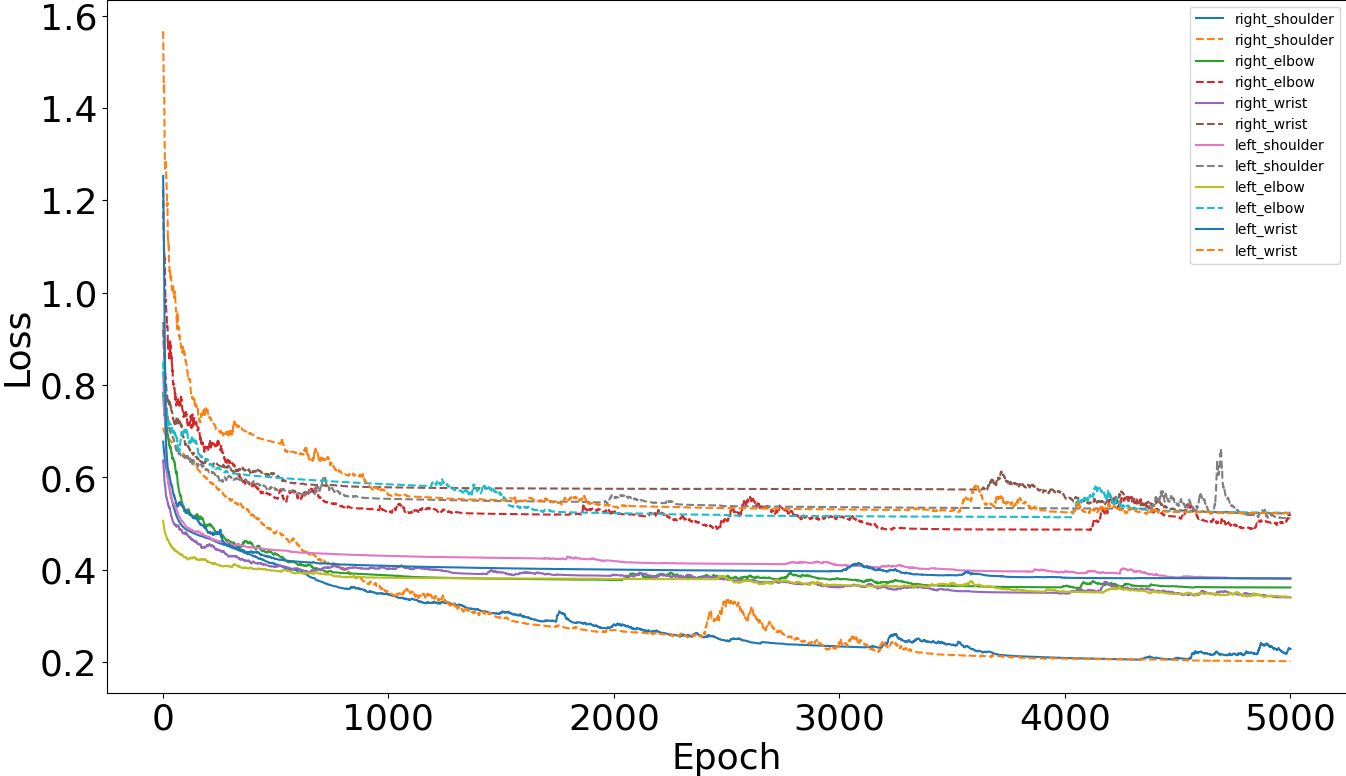 1.6
1.4
1.2
1.0
0.8
0.6
0.4
0.2
Loss
0 1000 2000 3000 4000 5000
Epoch
right_shoulder
right_shoulder
right_elbow
right_elbow
right_wrist
right_wrist
left_shoulder
left_shoulder
left_elbow
left_elbow
left_wrist
left_wrist